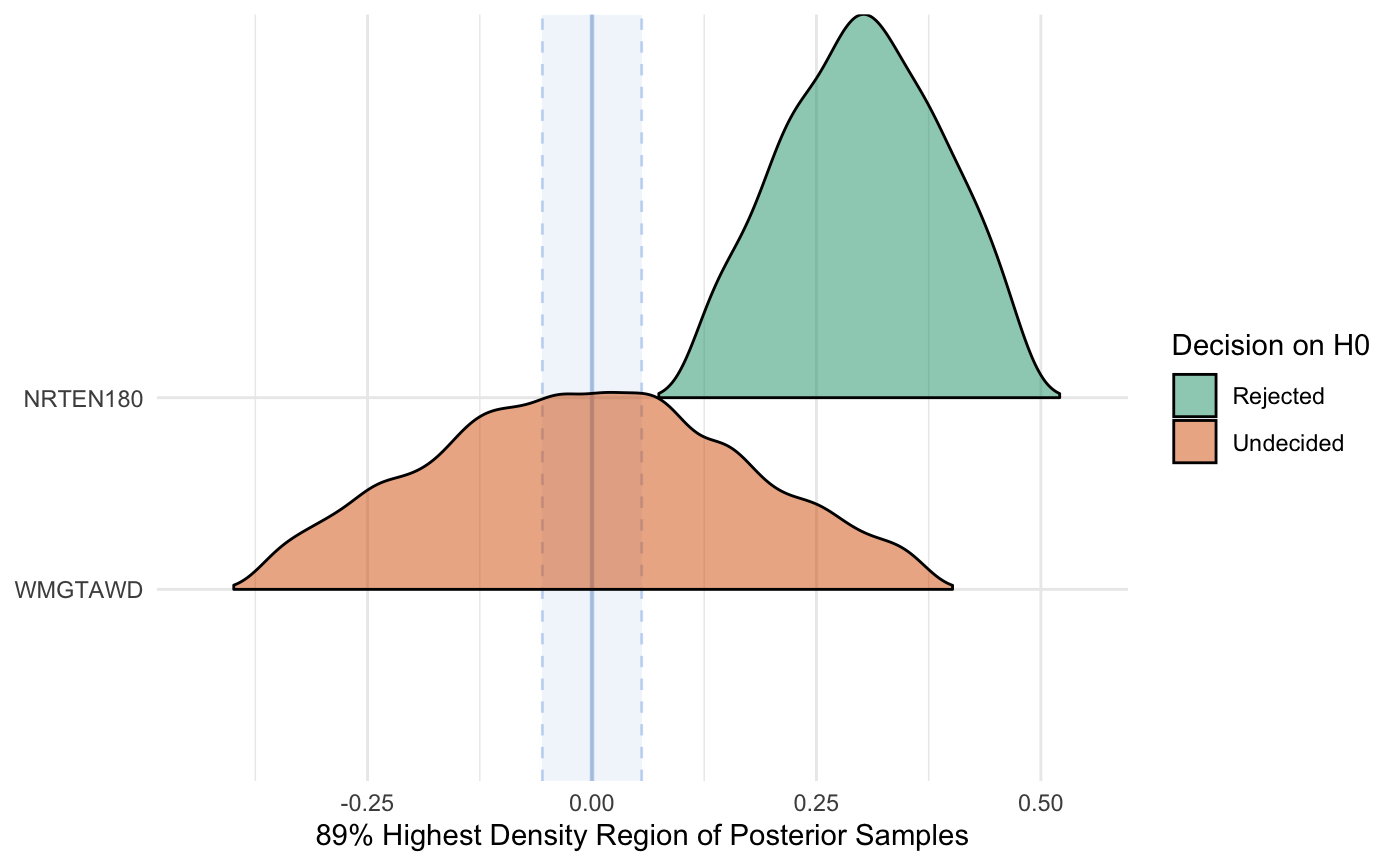 NRTEN180
WMGTAWD
-0.25 0.00 0.25 0.50
89% Highest Density Region of Posterior Samples
Decision on H0
Rejected
Undecided